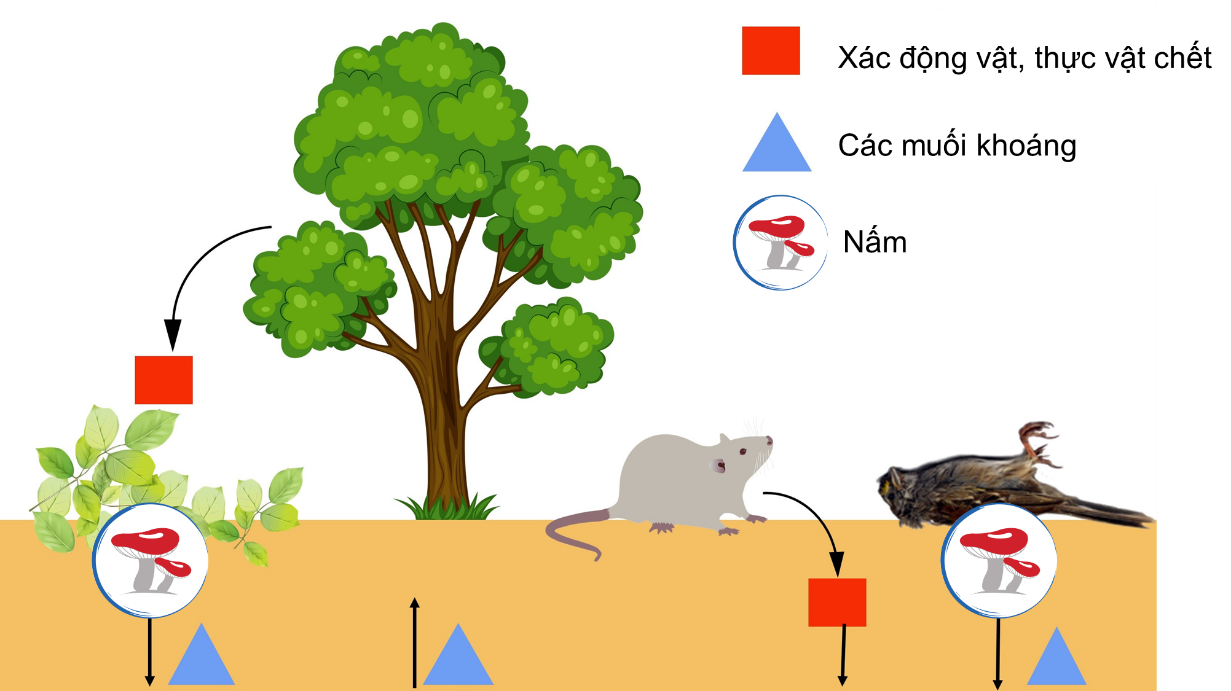 Xác động vật, thực vật chết
Các muối khoáng
Nấm